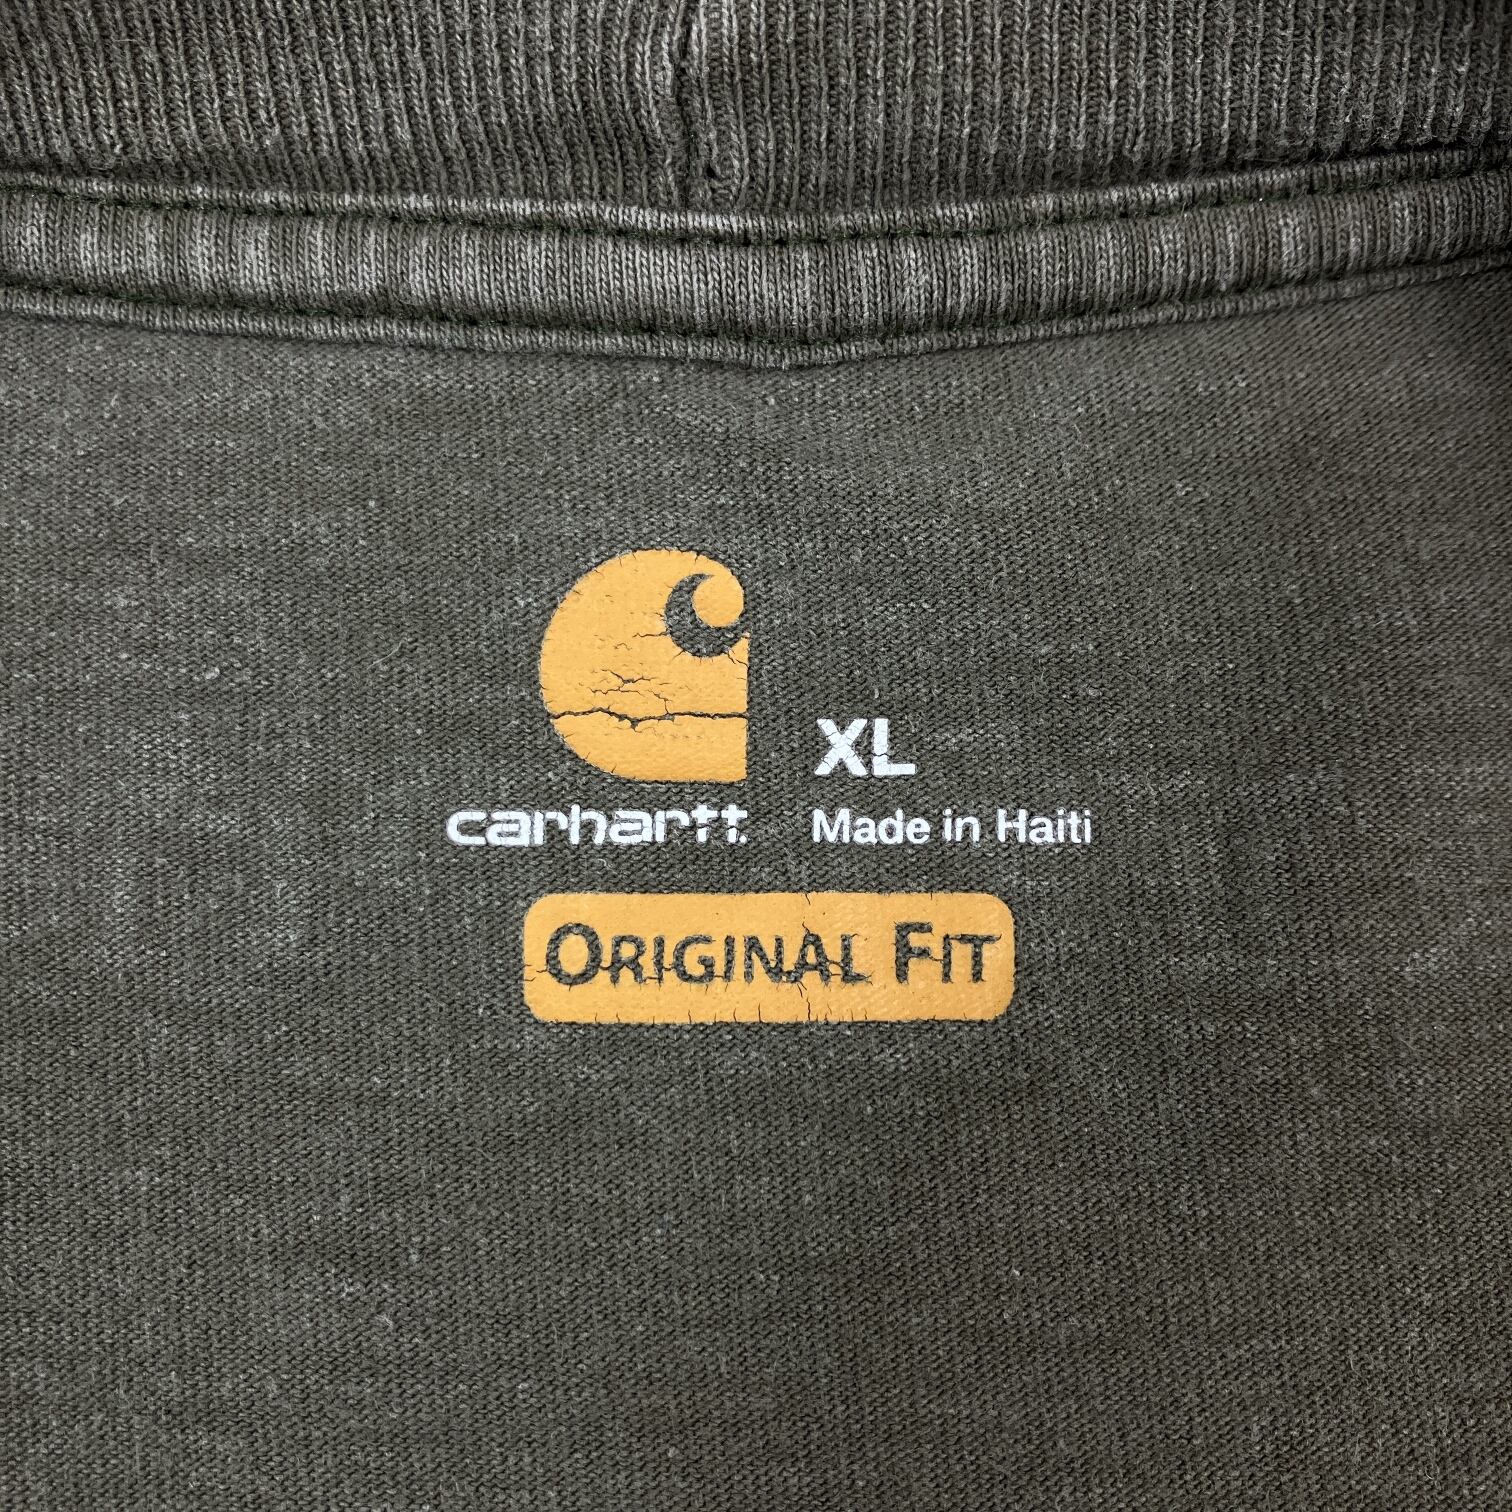 XL
carhartt.
Made in Haiti
ORIGINAL FIT